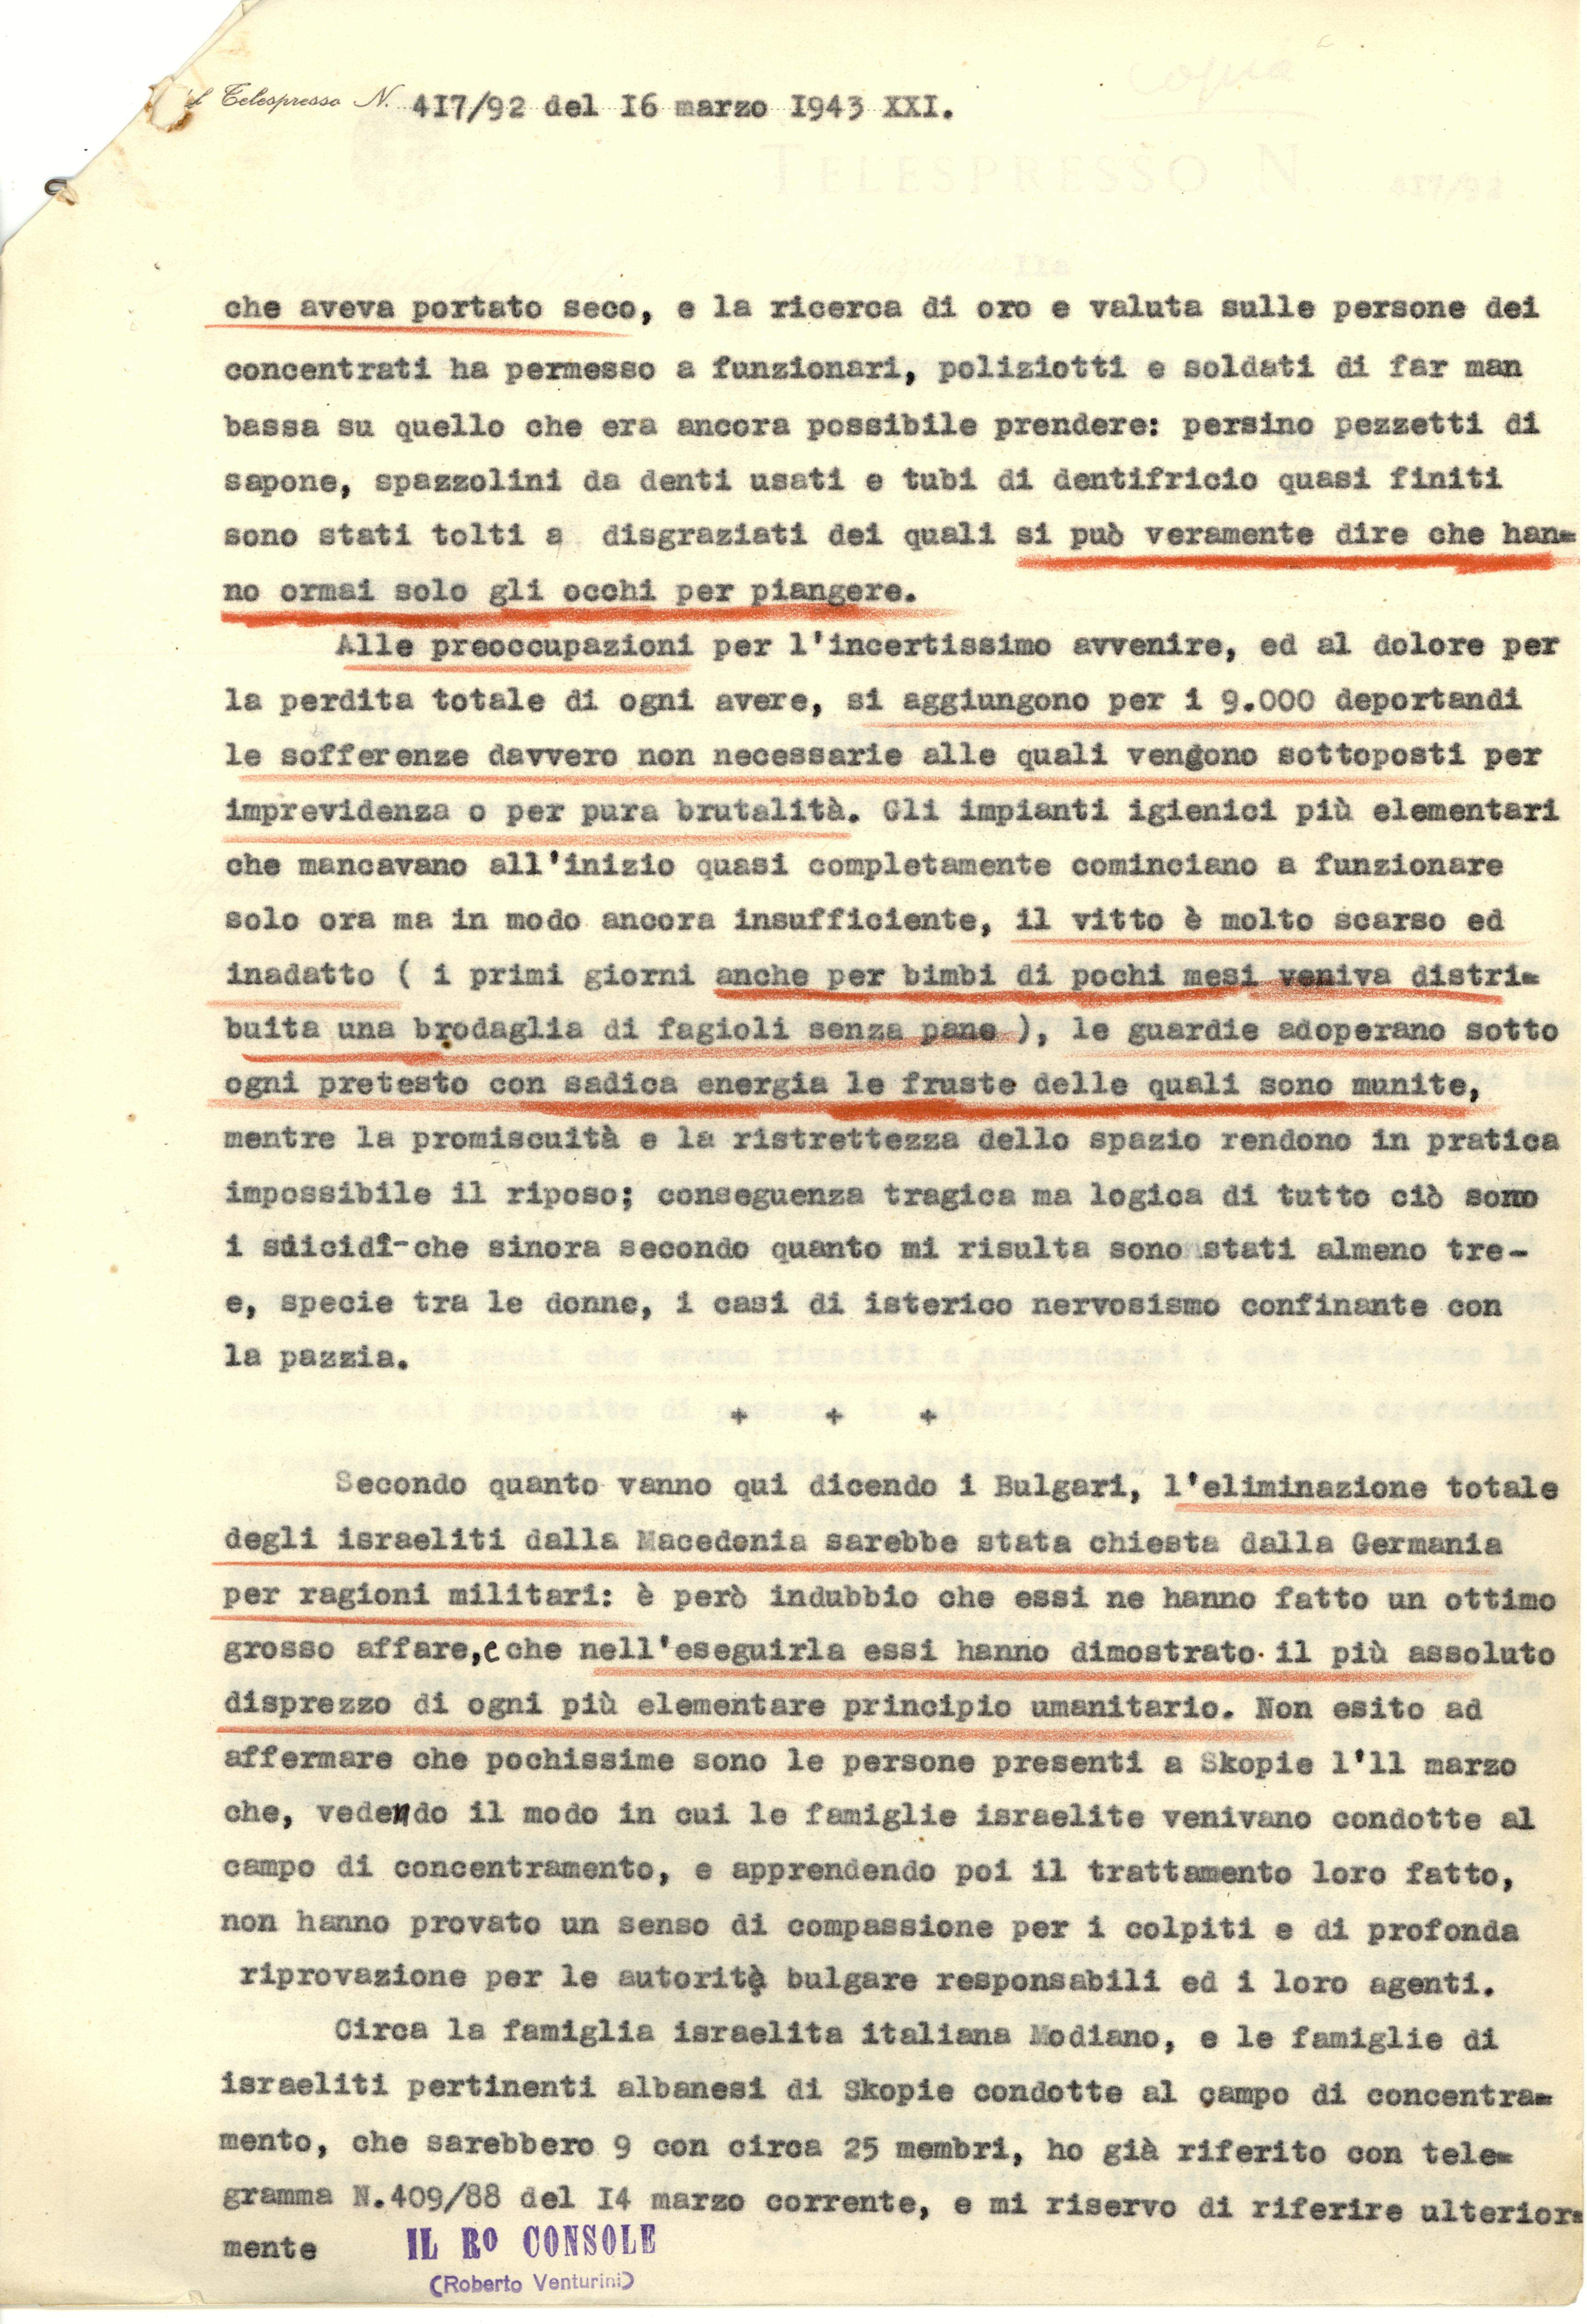 Telespresso N. 4I7/92 del I6 marzo I943 XXI.
TELESPRESSO N
che aveva portato seco, e la ricerca di oro e valuta sulle persone dei
concentrati ha permesso a funzionari, poliziotti e soldati di far man
bassa su quello che era ancora possibile prendere: persino pezzetti di
sapone, spazzolini da denti usati e tubi di dentifricio quasi finiti
sono stati tolti a disgraziati dei quali si può veramente dire che han=
no ormai solo gli occhi per piangere.
Alle preoccupazioni per l'incertissimo avvenire, ed al dolore per
la perdita totale di ogni avere, si aggiungono per i 9.000 deportandi
le sofferenze davvero non necessarie alle quali vengono sottoposti per
imprevidenza o per pura brutalità. Gli impianti igienici più elementari
che mancavano all'inizio quasi completamente cominciano a funzionare
solo ora ma in modo ancora insufficiente, il vitto è molto scarso ed
inadatto ( i primi giorni anche per bimbi di pochi mesi veniva distri=
buita una brodaglia di fagioli senza pane ), le guardie adoperano sotto
ogni pretesto con sadica energia le fruste delle quali sono munite,
mentre la promiscuità e la ristrettezza dello spazio rendono in pratica
impossibile il riposo; conseguenza tragica ma logica di tutto ciò sono
i suicidî-che sinora secondo quanto mi risulta sono stati almeno tre-
e, specie tra le donne, i casi di isterico nervosismo confinante con
la pazzia.
+ + +
Secondo quanto vanno qui dicendo i Bulgari, l'eliminazione totale
degli israeliti dalla Macedonia sarebbe stata chiesta dalla Germania
per ragioni militari: è però indubbio che essi ne hanno fatto un ottimo
grosso affare,e che nell'eseguirla essi hanno dimostrato il più assoluto
disprezzo di ogni più elementare principio umanitario. Non esito ad
affermare che pochissime sono le persone presenti a Skopie l'll marzo
che, vedendo il modo in cui le famiglie israelite venivano condotte al
campo di concentramento, e apprendendo poi il trattamento loro fatto,
non hanno provato un senso di compassione per i colpiti e di profonda
riprovazione per le autorità bulgare responsabili ed i loro agenti.
Circa la famiglia israelita italiana Modiano, e le famiglie di
israeliti pertinenti albanesi di Skopie condotte al campo di concentra=
mento, che sarebbero 9 con circa 25 membri, ho già riferito con tele=
gramma N.409/88 del I4 marzo corrente, e mi riservo di riferire ulterior=
mente IL Rº CONSOLE
(Roberto Venturini)